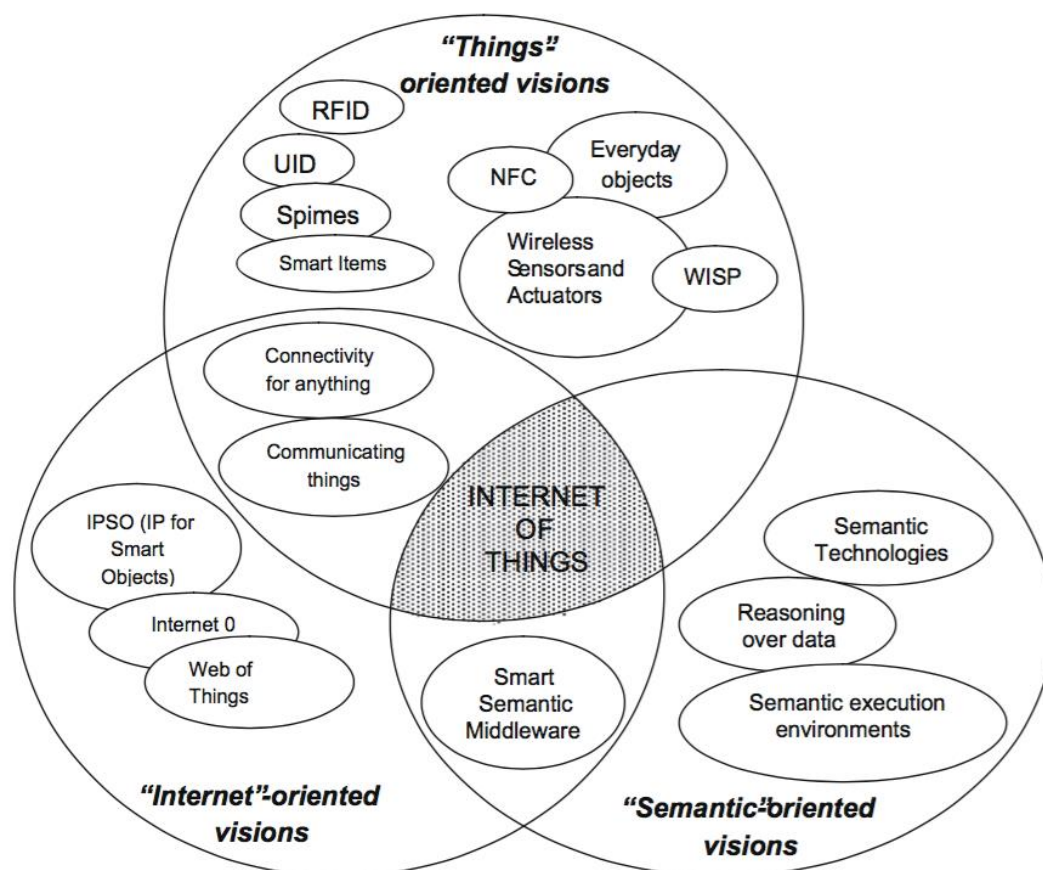 “Things”-
oriented visions
RFID
UID
Spimes
Smart Items
NFC
Everyday
objects
Wireless
Sensors and
Actuators
WISP
Connectivity
for anything
Communicating
things
INTERNET
OF
THINGS
IPSO (IP for
Smart
Objects)
Internet 0
Web of
Things
Semantic
Technologies
Reasoning
over data
Semantic execution
environments
Smart
Semantic
Middleware
“Internet”-oriented
visions
“Semantic”-oriented
visions